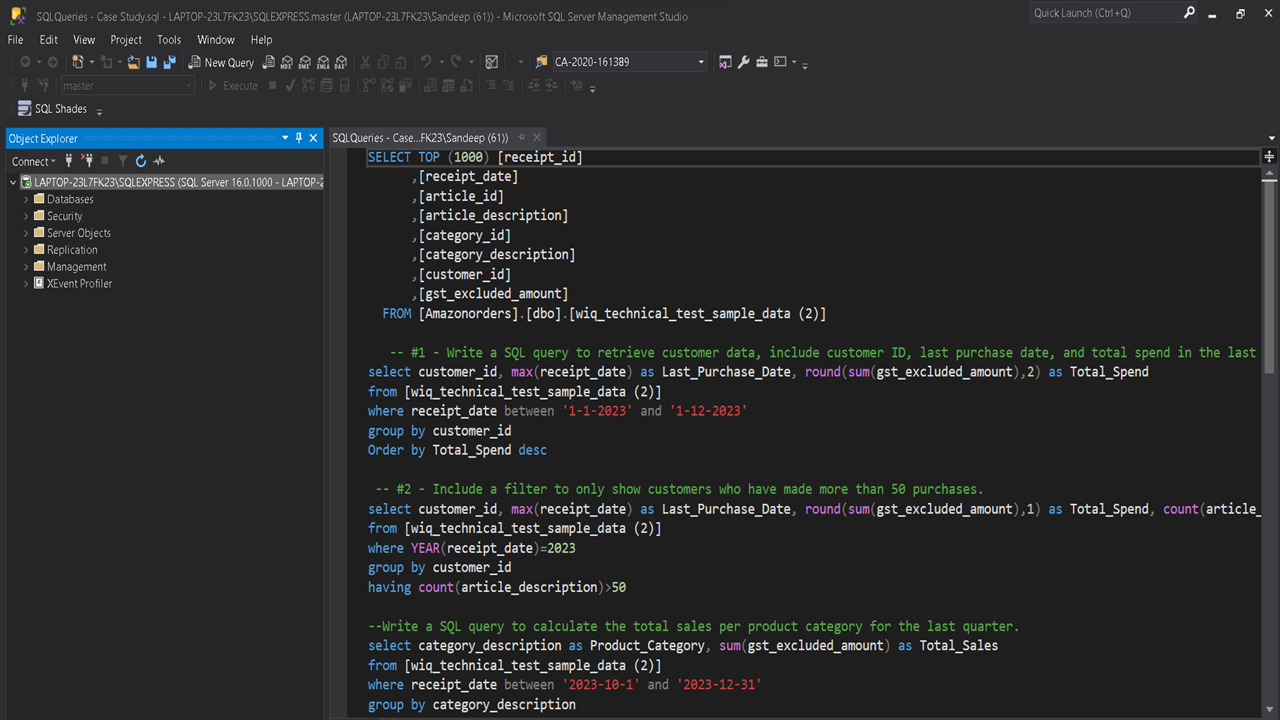 SQLQueries - Case Study.sql - LAPTOP-23L7FK23\SQLEXPRESS.master (LAPTOP-23L7FK23\Sandeep (61)) - Microsoft SQL Server Management Studio
Quick Launch (Ctrl+Q)
File Edit View Project Tools Window Help
New Query MDX DMX XMLA DAX CA-2020-161389
master Execute
SQL Shades
Object Explorer
SQLQueries - Case...FK23\Sandeep (61))
Connect
LAPTOP-23L7FK23\SQLEXPRESS (SQL Server 16.0.1000 - LAPTOP-2
Databases
Security
Server Objects
Replication
Management
XEvent Profiler
SELECT TOP (1000) [receipt_id]
,[receipt_date]
,[article_id]
,[article_description]
,[category_id]
,[category_description]
,[customer_id]
,[gst_excluded_amount]
FROM [Amazonorders].[dbo].[wiq_technical_test_sample_data (2)]
-- #1 - Write a SQL query to retrieve customer data, include customer ID, last purchase date, and total spend in the last
select customer_id, max(receipt_date) as Last_Purchase_Date, round(sum(gst_excluded_amount),2) as Total_Spend
from [wiq_technical_test_sample_data (2)]
where receipt_date between '1-1-2023' and '1-12-2023'
group by customer_id
Order by Total_Spend desc
-- #2 - Include a filter to only show customers who have made more than 50 purchases.
select customer_id, max(receipt_date) as Last_Purchase_Date, round(sum(gst_excluded_amount),1) as Total_Spend, count(article_
from [wiq_technical_test_sample_data (2)]
where YEAR(receipt_date)=2023
group by customer_id
having count(article_description)>50
--Write a SQL query to calculate the total sales per product category for the last quarter.
select category_description as Product_Category, sum(gst_excluded_amount) as Total_Sales
from [wiq_technical_test_sample_data (2)]
where receipt_date between '2023-10-1' and '2023-12-31'
group by category_description